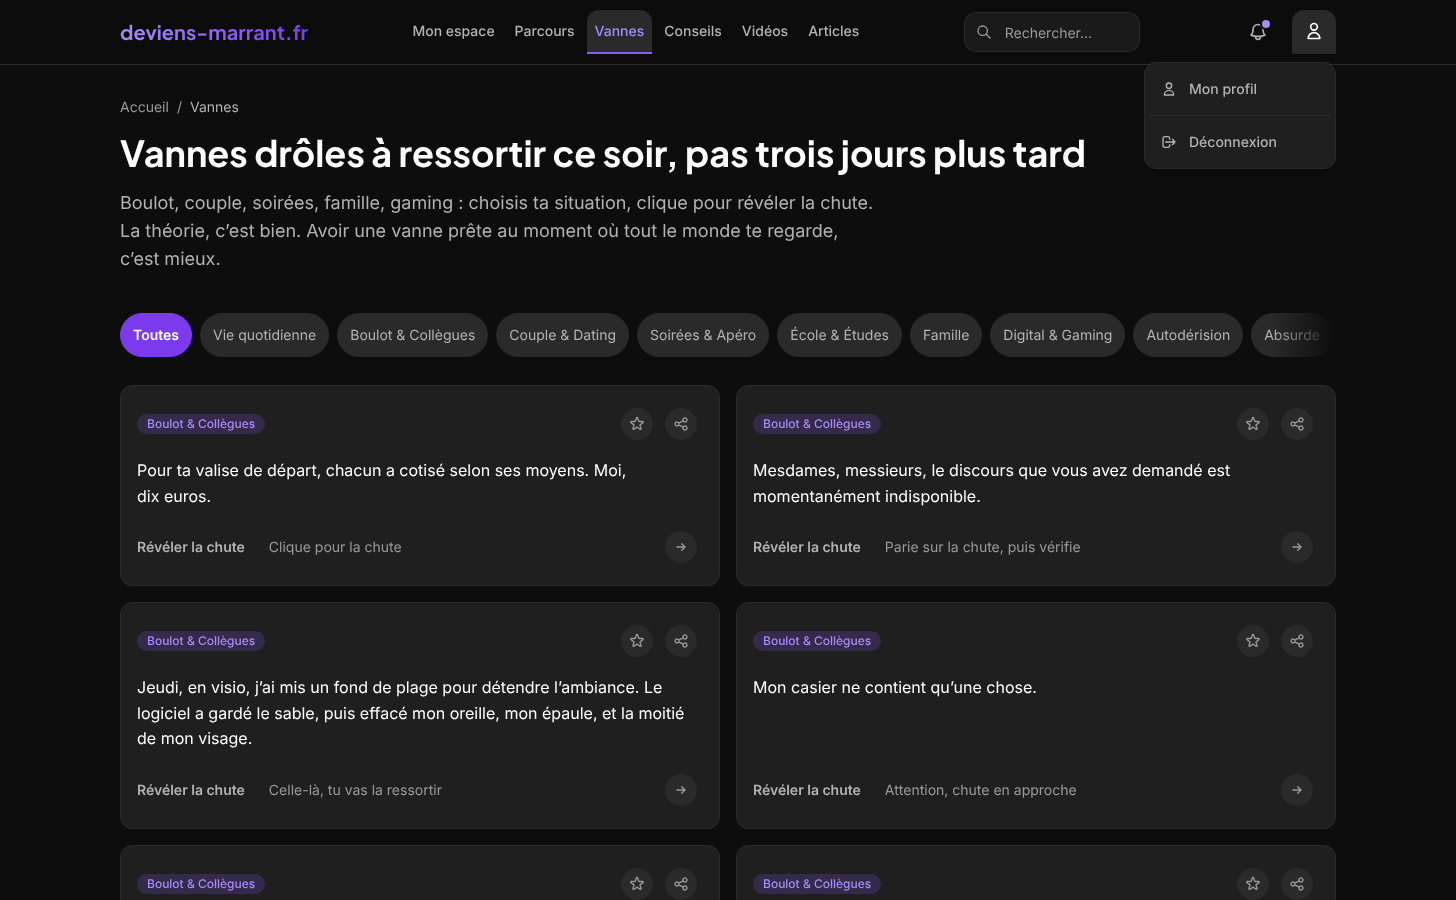 deviens-marrant.fr
Mon espace
Parcours
Vannes
Conseils
Vidéos
Articles
Rechercher...
Mon profil
Déconnexion
Accueil / Vannes
Vannes drôles à ressortir ce soir, pas trois jours plus tard
Boulot, couple, soirées, famille, gaming : choisis ta situation, clique pour révéler la chute.
La théorie, c’est bien. Avoir une vanne prête au moment où tout le monde te regarde,
c’est mieux.
Toutes
Vie quotidienne
Boulot & Collègues
Couple & Dating
Soirées & Apéro
École & Études
Famille
Digital & Gaming
Autodérision
Absurde
Boulot & Collègues
Pour ta valise de départ, chacun a cotisé selon ses moyens. Moi,
dix euros.
Révéler la chute
Clique pour la chute
Boulot & Collègues
Mesdames, messieurs, le discours que vous avez demandé est
momentanément indisponible.
Révéler la chute
Parie sur la chute, puis vérifie
Boulot & Collègues
Jeudi, en visio, j’ai mis un fond de plage pour détendre l’ambiance. Le
logiciel a gardé le sable, puis effacé mon oreille, mon épaule, et la moitié
de mon visage.
Révéler la chute
Celle-là, tu vas la ressortir
Boulot & Collègues
Mon casier ne contient qu’une chose.
Révéler la chute
Attention, chute en approche
Boulot & Collègues
Boulot & Collègues